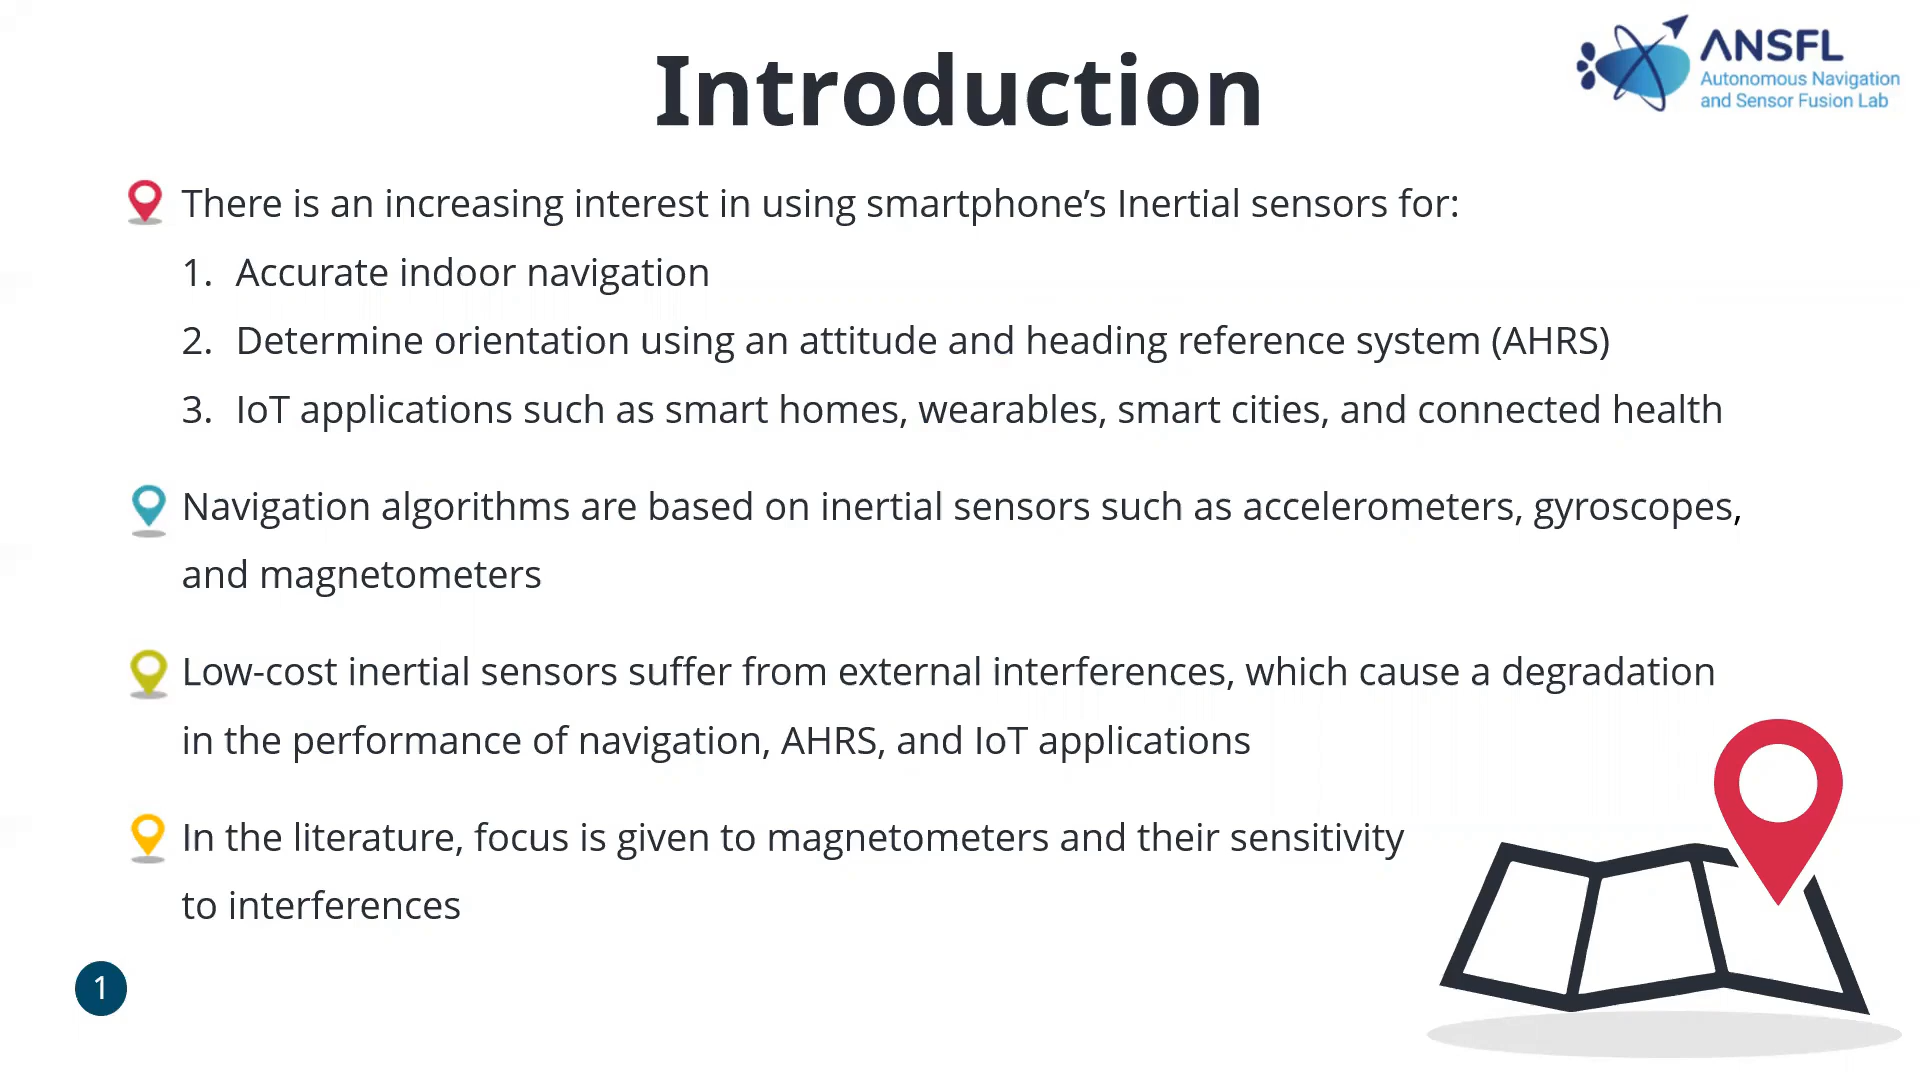 Introduction
ANSFL
Autonomous Navigation
and Sensor Fusion Lab
There is an increasing interest in using smartphone’s Inertial sensors for:
1. Accurate indoor navigation
2. Determine orientation using an attitude and heading reference system (AHRS)
3. IoT applications such as smart homes, wearables, smart cities, and connected health
Navigation algorithms are based on inertial sensors such as accelerometers, gyroscopes,
and magnetometers
Low-cost inertial sensors suffer from external interferences, which cause a degradation
in the performance of navigation, AHRS, and IoT applications
In the literature, focus is given to magnetometers and their sensitivity
to interferences
1